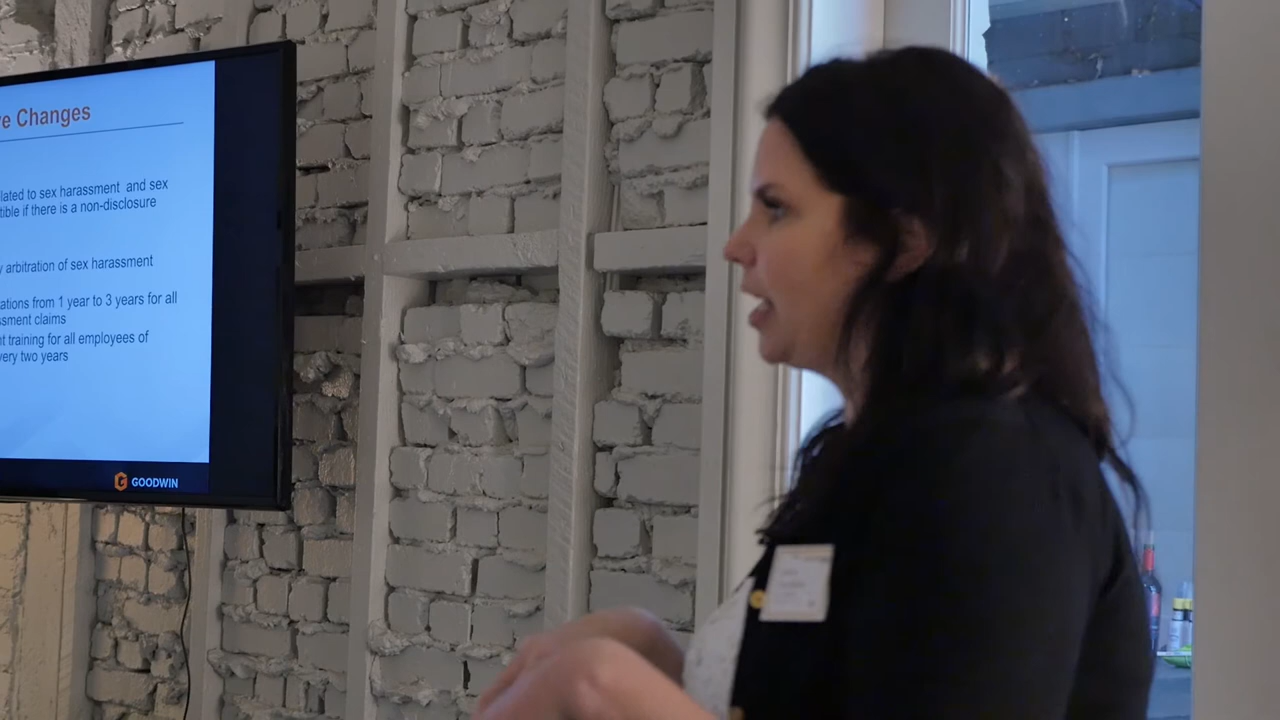 e Changes
lated to sex harassment and sex
tible if there is a non-disclosure
y arbitration of sex harassment
ations from 1 year to 3 years for all
ssment claims
nt training for all employees of
very two years
GOODWIN